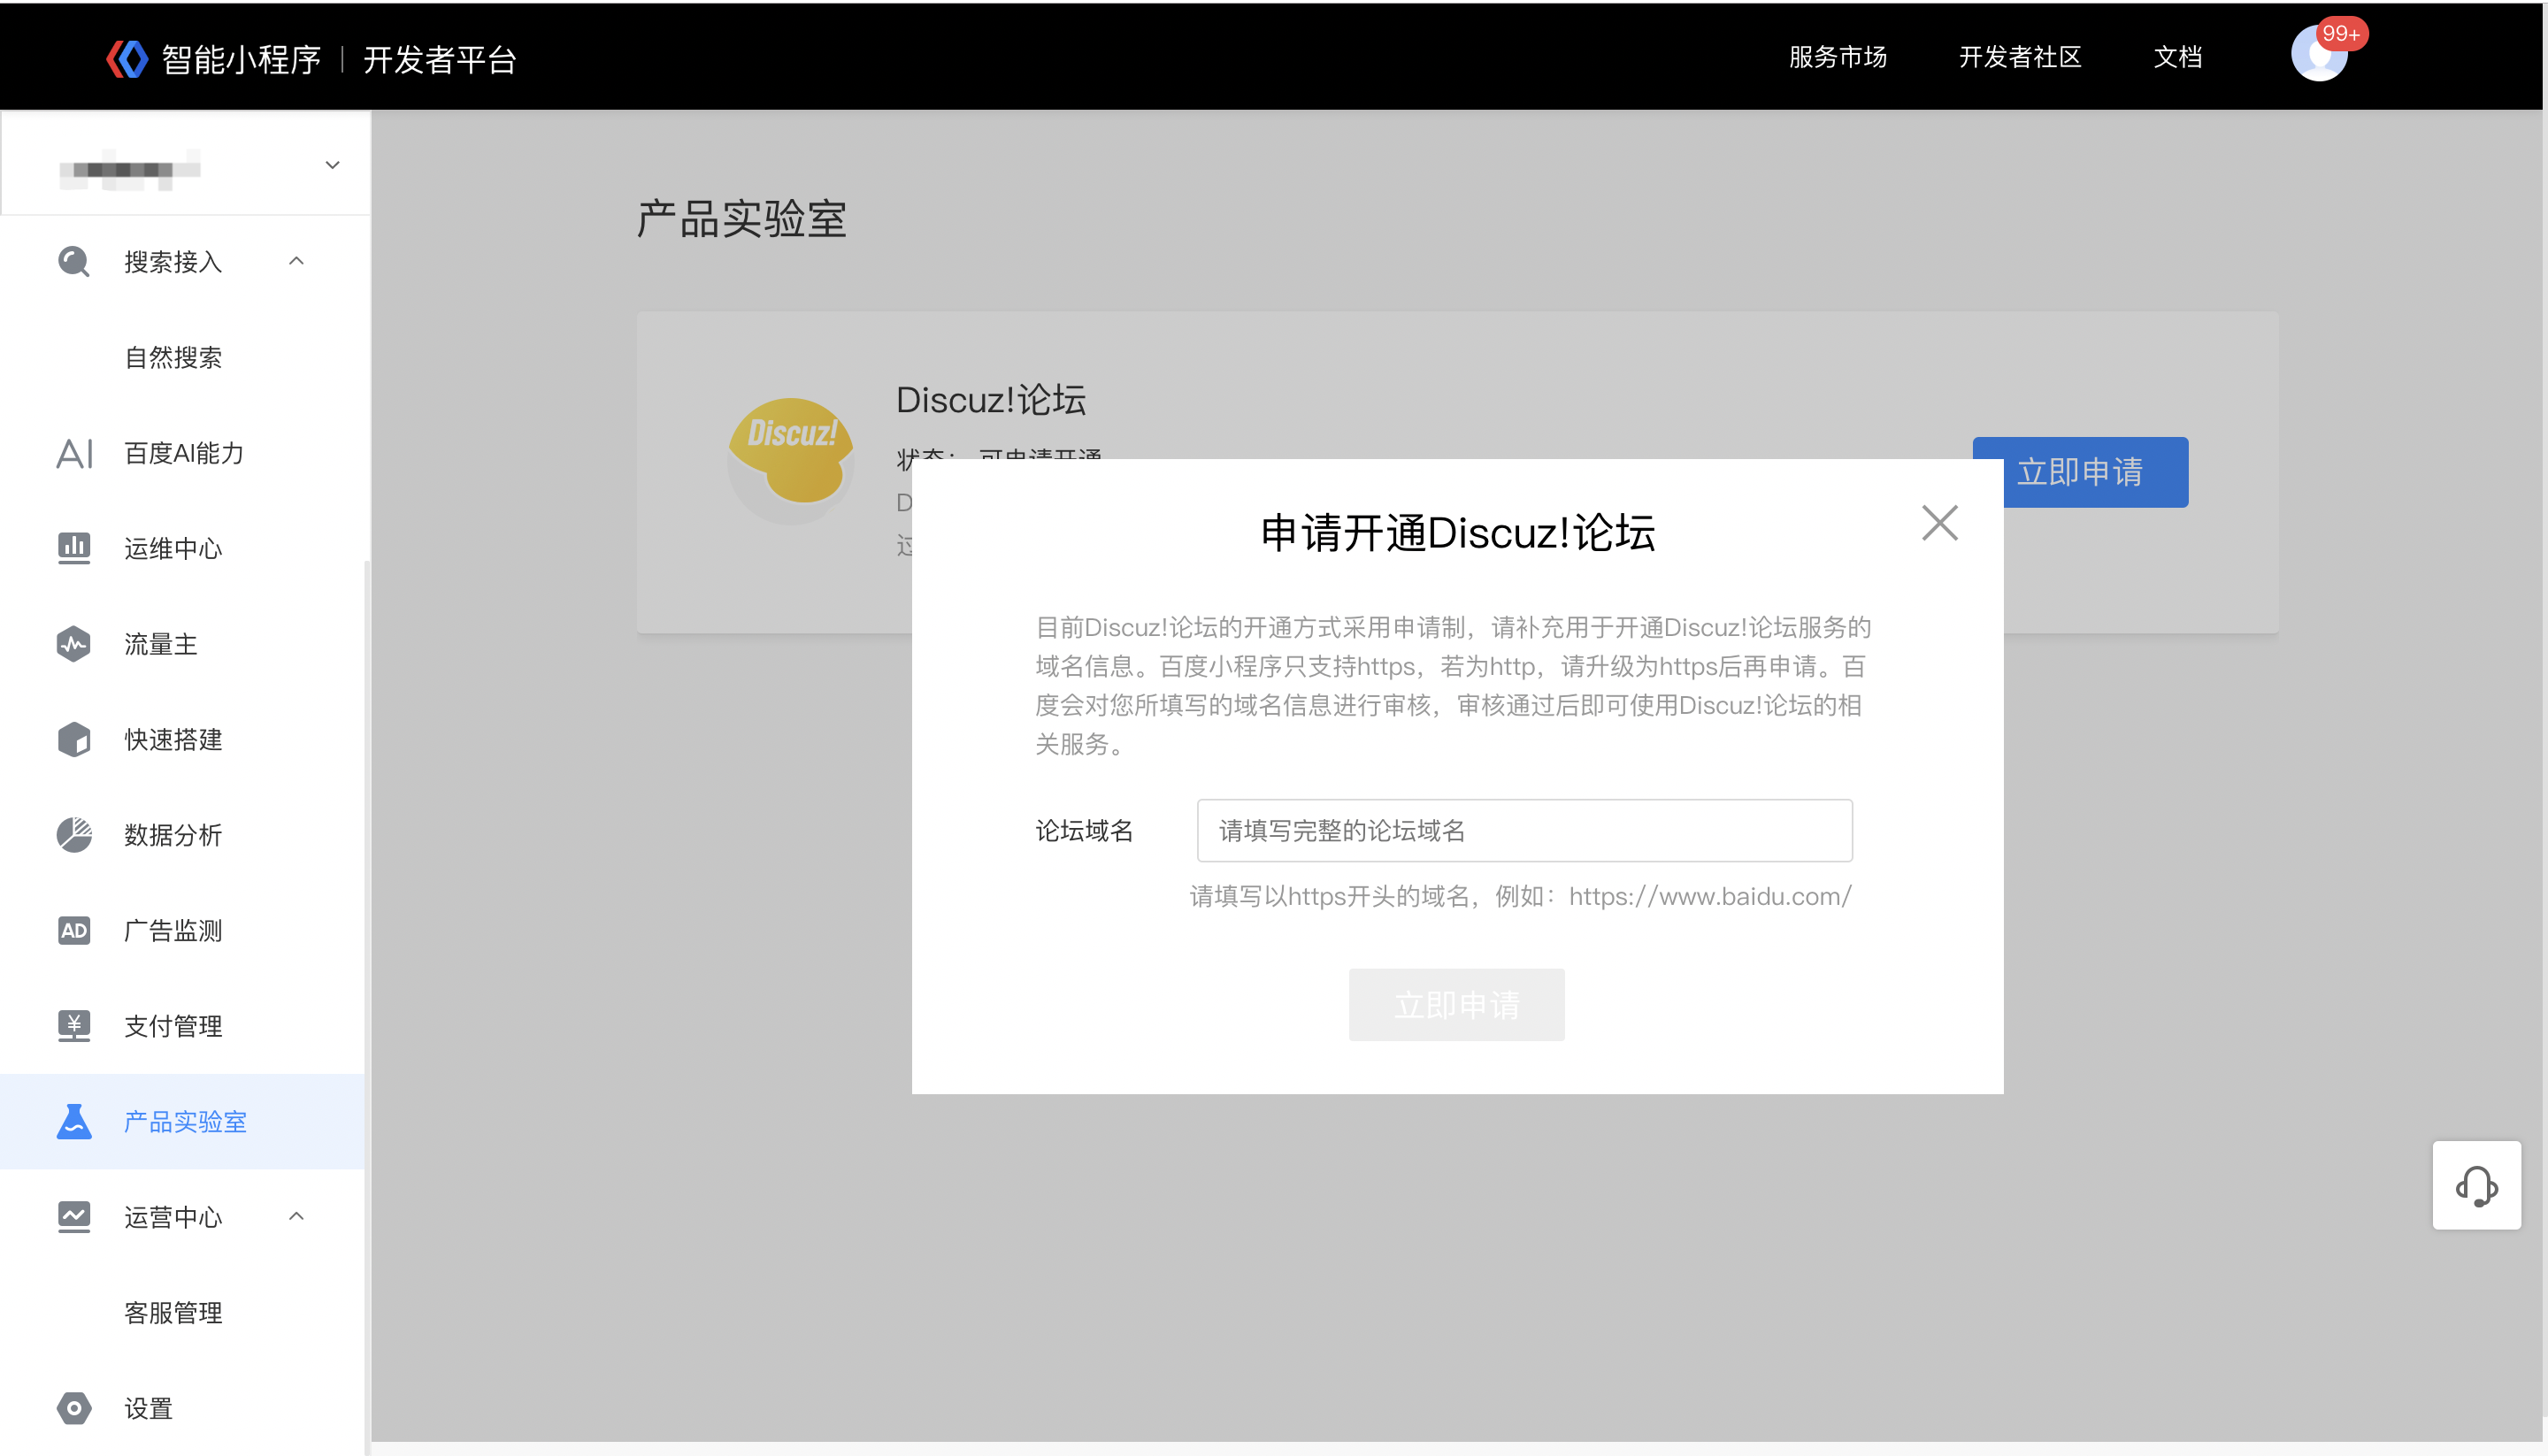 智能小程序 | 开发者平台
服务市场
开发者社区
文档
99+
搜索接入
自然搜索
AI 百度AI能力
运维中心
流量主
快速搭建
数据分析
AD 广告监测
¥ 支付管理
产品实验室
运营中心
客服管理
设置
产品实验室
Discuz!
Discuz!论坛
状态： 可申请开通
D
过
立即申请
申请开通Discuz!论坛
目前Discuz!论坛的开通方式采用申请制，请补充用于开通Discuz!论坛服务的
域名信息。百度小程序只支持https，若为http，请升级为https后再申请。百
度会对您所填写的域名信息进行审核，审核通过后即可使用Discuz!论坛的相
关服务。
论坛域名
请填写完整的论坛域名
请填写以https开头的域名，例如：https://www.baidu.com/
立即申请